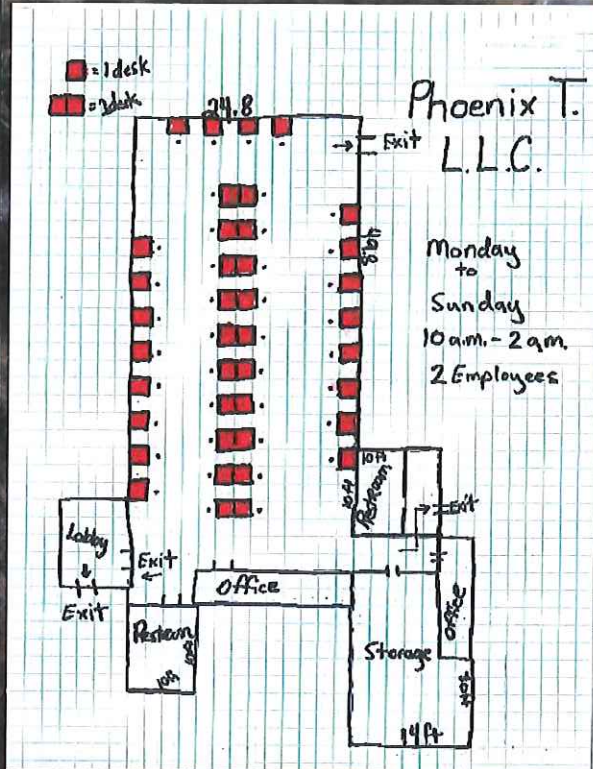 = 1 desk
= 2 desk
24.8
Phoenix T.
L.L.C.
Exit
Monday
to
Sunday
10 a.m. - 2 a.m.
2 Employees
10 ft
10 ft
Restroom
Exit
Lobby
Exit
Exit
Office
Office
Restroom
10 ft
10 ft
Storage
14 ft